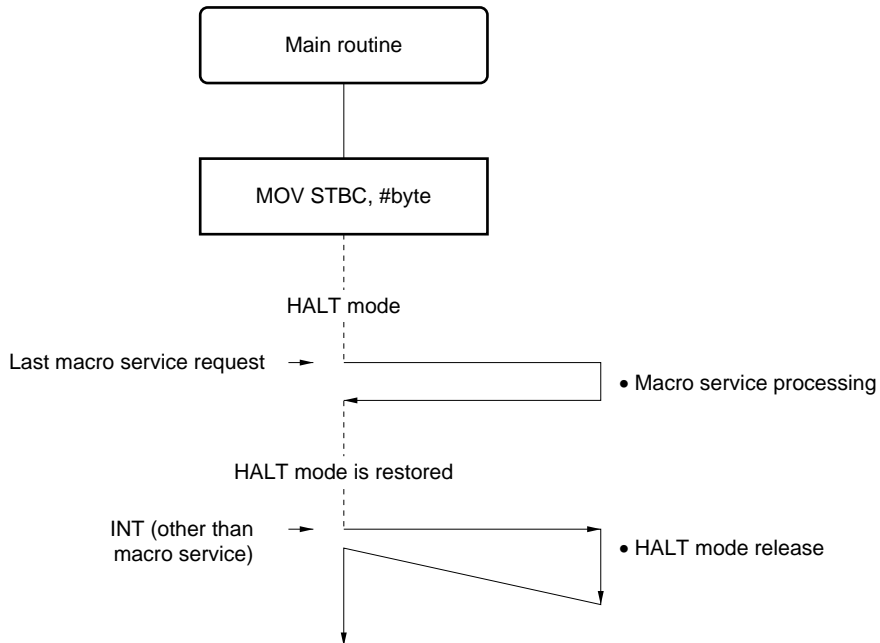 Main routine
MOV STBC, #byte
HALT mode
Last macro service request
• Macro service processing
HALT mode is restored
INT (other than
macro service)
• HALT mode release